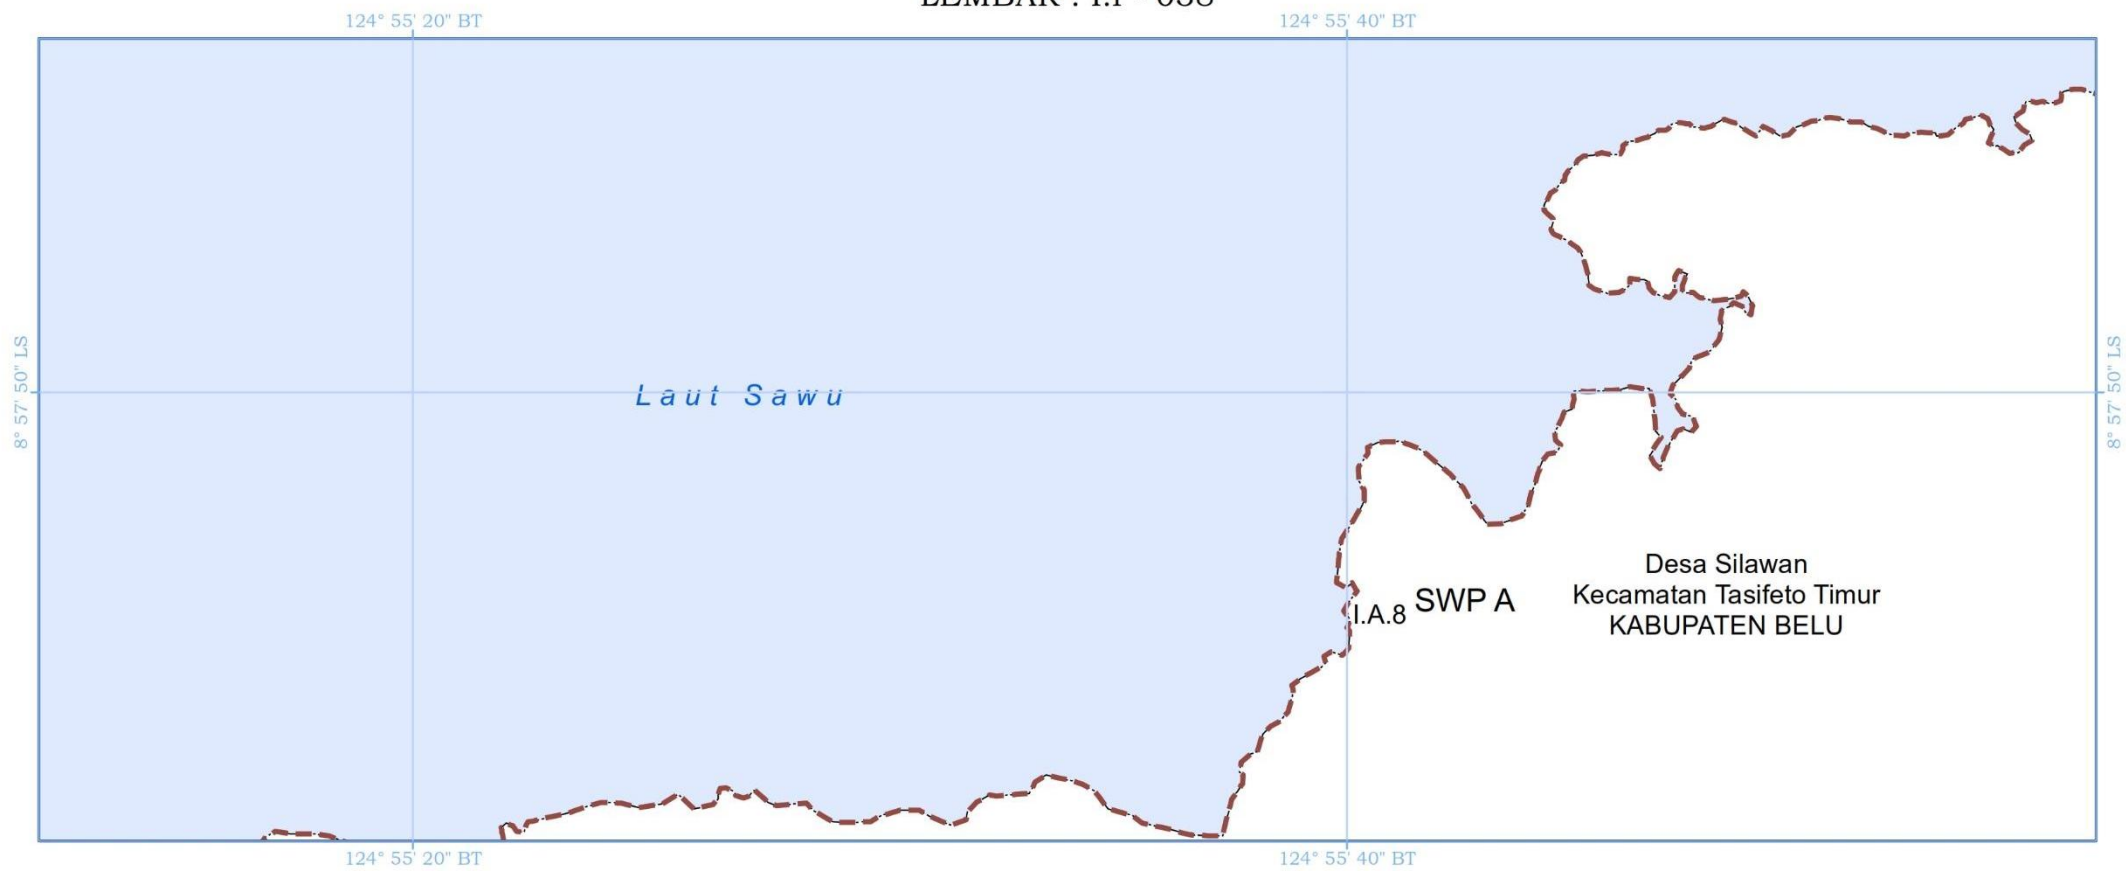 124° 55' 20" BT
124° 55' 40" BT
8° 57' 50" LS
8° 57' 50" LS
Laut Sawu
Desa Silawan
SWP A
Kecamatan Tasifeto Timur
I.A.8
KABUPATEN BELU
124° 55' 20" BT
124° 55' 40" BT